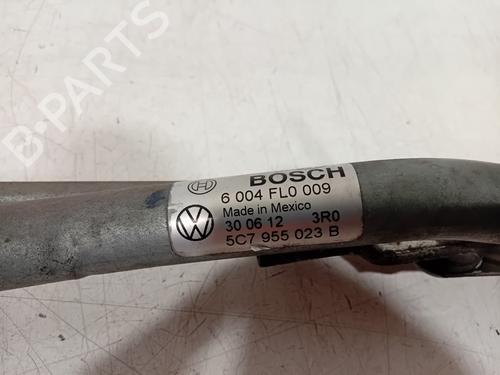 BOSCH
6 004 FL0 009
Made in Mexico
30 06 12 3R0
5C7 955 023 B
B-PARTS